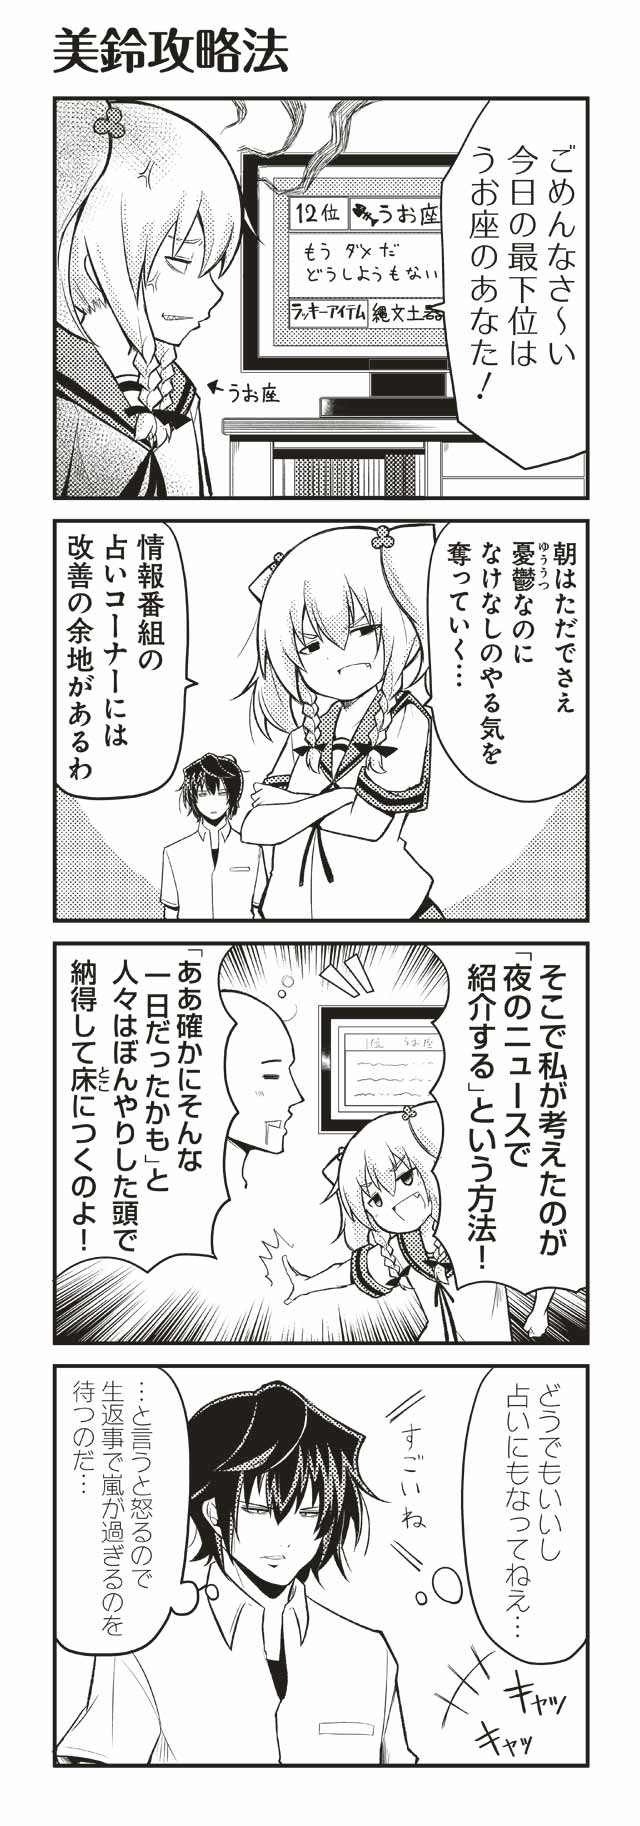 美鈴攻略法
ごめんなさ〜い
今日の最下位は
うお座のあなた!
12位
うお座
もうダメだ
どうしようもない
ラッキーアイテム
縄文土器
うお座
朝はただでさえ
憂鬱なのに
ゆううつ
なけなしのやる気を
奪っていく…
情報番組の
占いコーナーには
改善の余地があるわ
そこで私が考えたのが
「夜のニュースで
紹介する」という方法!
1位 うお座
「ああ確かにそんな
一日だったかも」と
人々はぼんやりした頭で
納得して床につくのよ!
とこ
どうでもいいし
占いにもなってねえ…
すごいね
…と言うと怒るので
生返事で嵐が過ぎるのを
待つのだ…
キャッ
キャッ